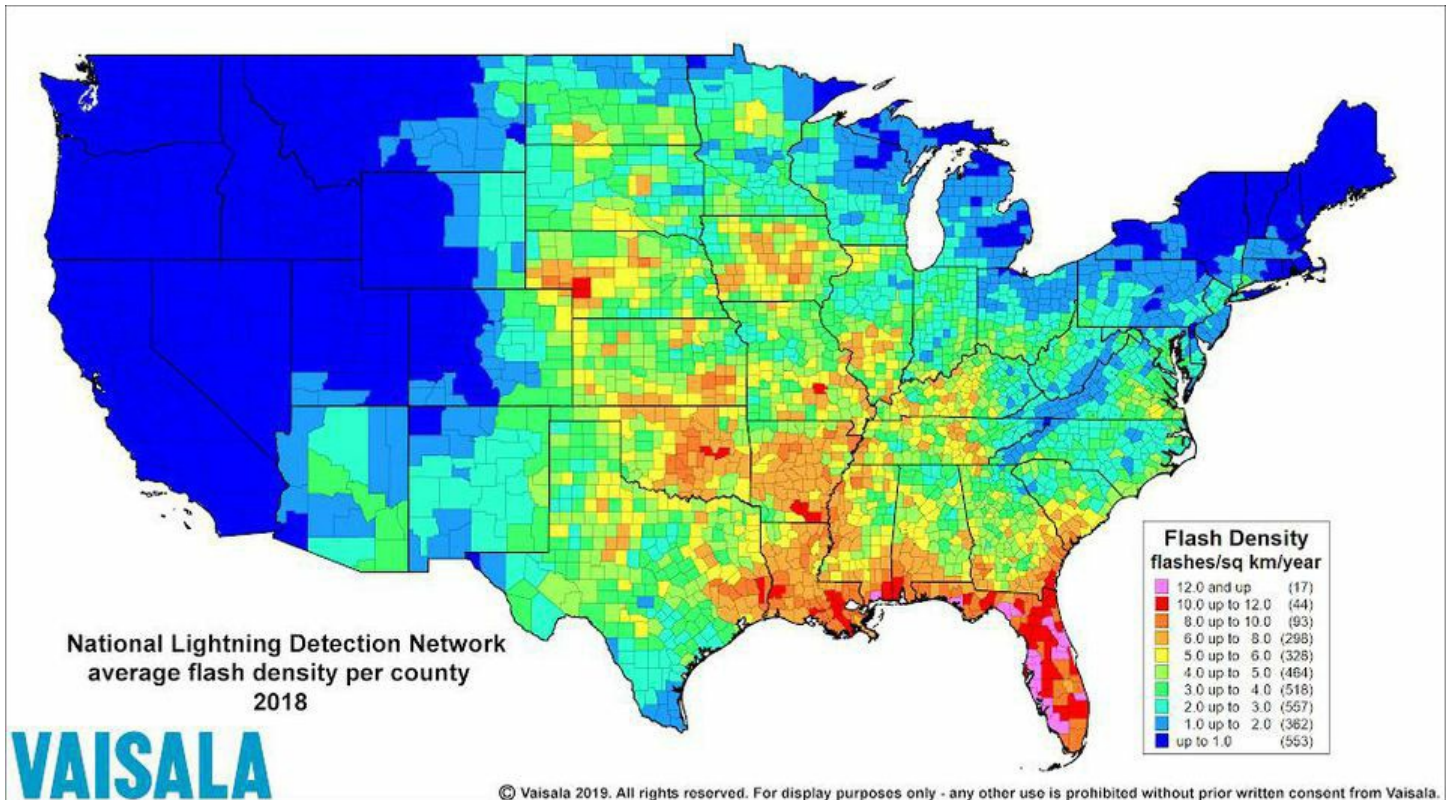 National Lightning Detection Network
average flash density per county
2018
VAISALA
Flash Density
flashes/sq km/year
12.0 and up (17)
10.0 up to 12.0 (44)
8.0 up to 10.0 (93)
6.0 up to 8.0 (298)
5.0 up to 6.0 (326)
4.0 up to 5.0 (464)
3.0 up to 4.0 (518)
2.0 up to 3.0 (557)
1.0 up to 2.0 (362)
up to 1.0 (553)
© Vaisala 2019. All rights reserved. For display purposes only - any other use is prohibited without prior written consent from Vaisala.